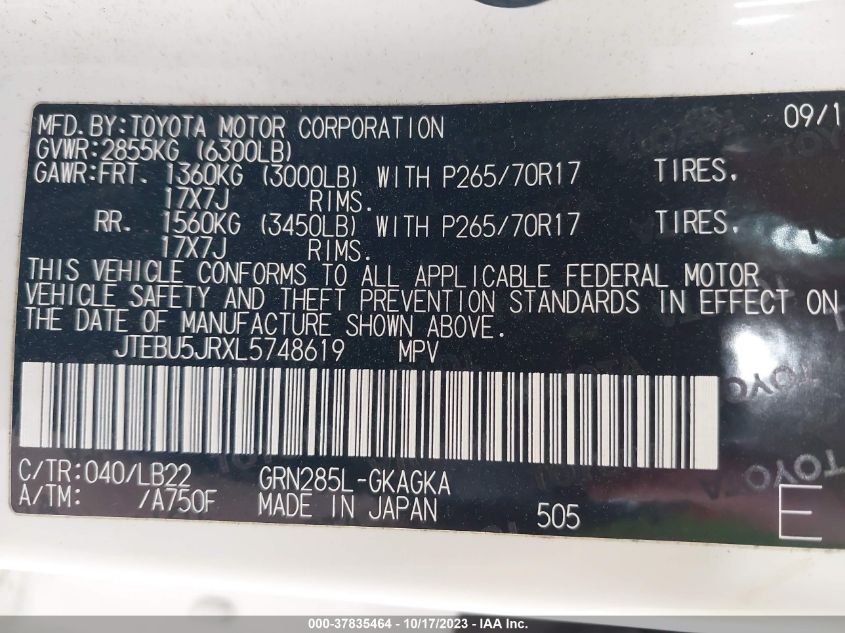 MFD.BY:TOYOTA MOTOR CORPORATION 09/1
GVWR:2855KG (6300LB)
GAWR:FRT. 1360KG (3000LB) WITH P265/70R17 TIRES.
17X7J RIMS.
RR. 1560KG (3450LB) WITH P265/70R17 TIRES.
17X7J RIMS.
THIS VEHICLE CONFORMS TO ALL APPLICABLE FEDERAL MOTOR
VEHICLE SAFETY AND THEFT PREVENTION STANDARDS IN EFFECT ON
THE DATE OF MANUFACTURE SHOWN ABOVE.
JTEBU5JRXL5748619 MPV
C/TR:040/LB22 GRN285L-GKAGKA
A/TM: /A750F MADE IN JAPAN 505 E
000-37835464 - 10/17/2023 - IAA Inc.